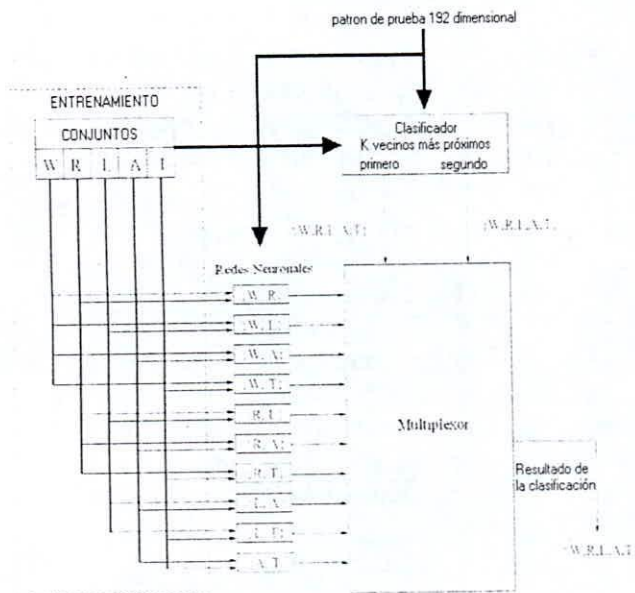 patron de prueba 192 dimensional
ENTRENAMIENTO
CONJUNTOS
W R L A T
Clasificador
K vecinos más próximos
primero segundo
{W,R,L,A,T} {W,R,L,A,T}
Redes Neuronales
{W, R}
{W, L}
{W, A}
{W, T}
{R, L}
{R, A}
{R, T}
{L, A}
{L, T}
{A, T}
Multiplexor
Resultado de
la clasificación
{W,R,L,A,T}